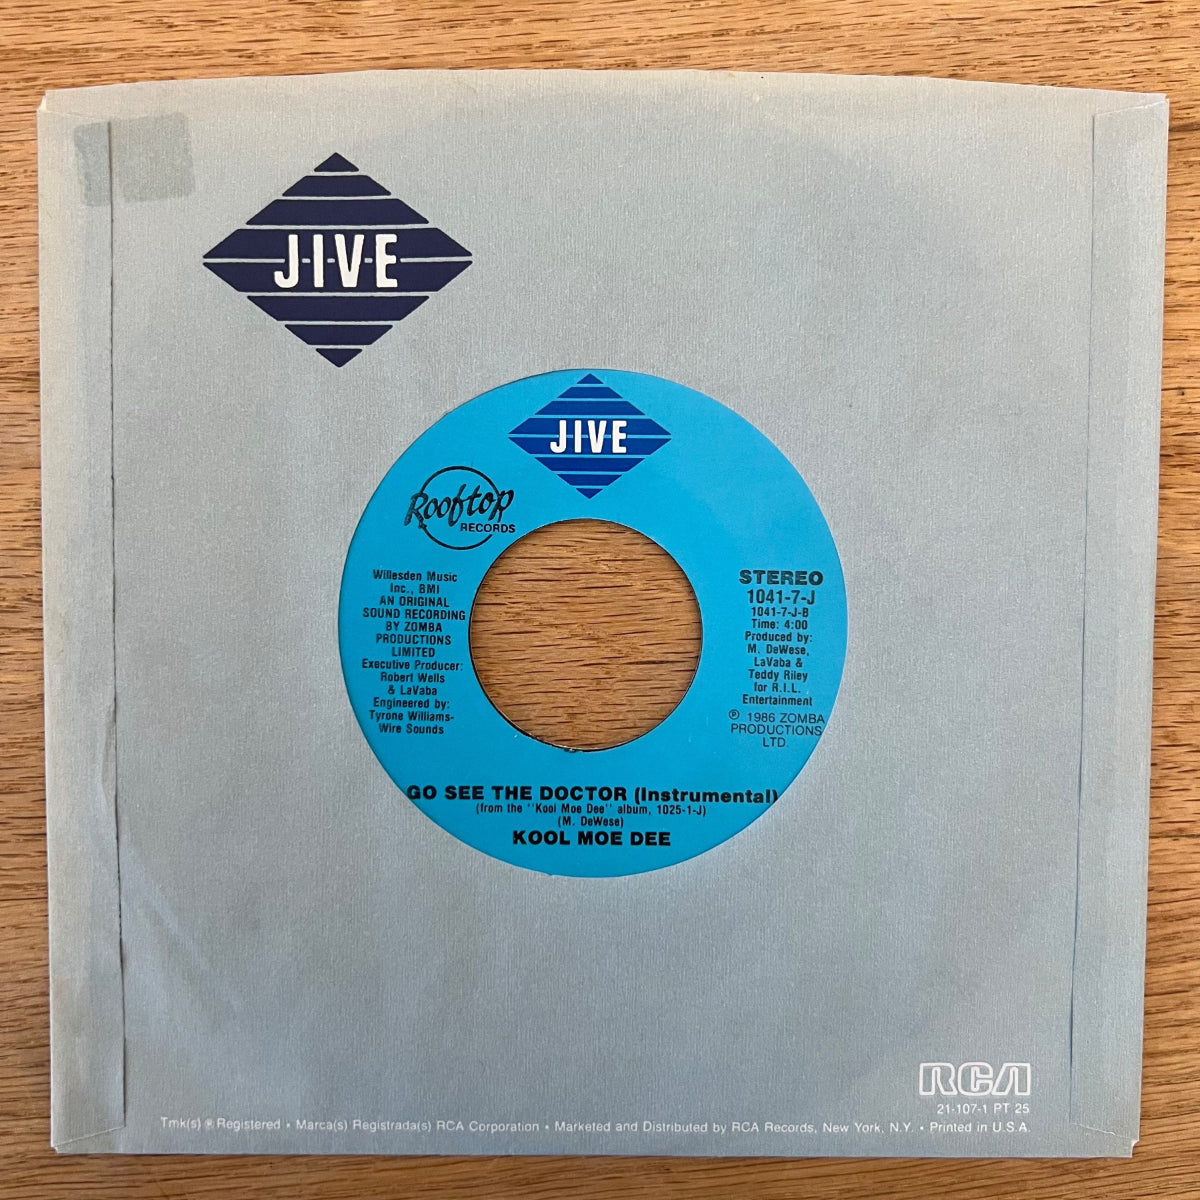 JIVE
JIVE
Rooftop
RECORDS
Willesden Music
Inc., BMI
AN ORIGINAL
SOUND RECORDING
BY ZOMBA
PRODUCTIONS
LIMITED
Executive Producer:
Robert Wells
& LaVaba
Engineered by:
Tyrone Williams-
Wire Sounds
STEREO
1041-7-J
1041-7-J-B
Time: 4:00
Produced by:
M. DeWese,
LaVaba &
Teddy Riley
for R.I.L.
Entertainment
℗ 1986 ZOMBA
PRODUCTIONS
LTD.
GO SEE THE DOCTOR (Instrumental)
(from the "Kool Moe Dee" album, 1025-1-J)
(M. DeWese)
KOOL MOE DEE
RCA
21-107-1 PT 25
Tmk(s) ® Registered • Marca(s) Registrada(s) RCA Corporation • Marketed and Distributed by RCA Records, New York, N.Y. • Printed in U.S.A.